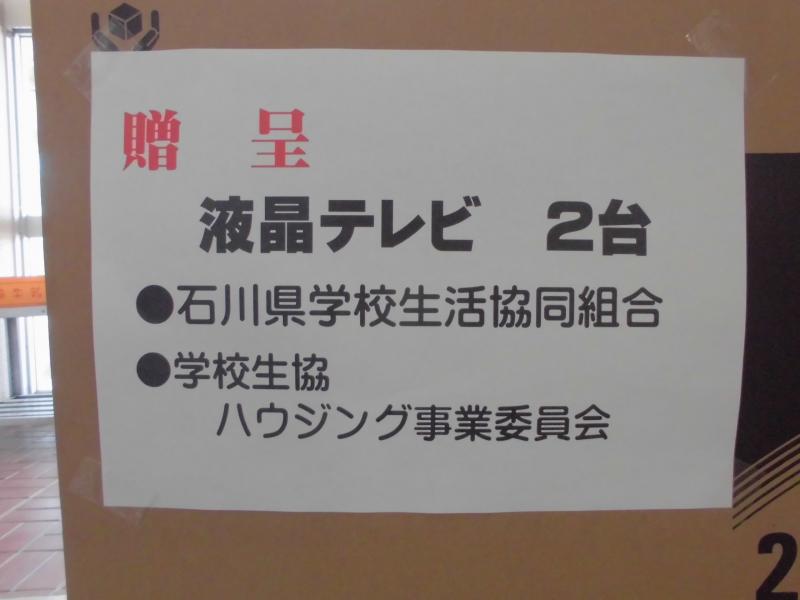 贈 呈
液晶テレビ 2台
●石川県学校生活協同組合
●学校生協
ハウジング事業委員会
2